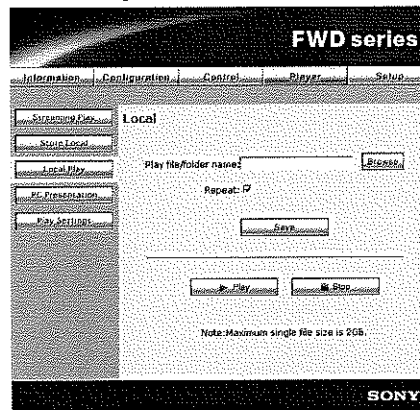 FWD series
Information Configuration Control Player Setup
Streaming Play
Local
Store Local
Local Play
Play file/folder name: Browse...
Repeat:
PC Presentation
Play Settings
Save
Play Stop
Note:Maximum single file size is 2GB.
SONY